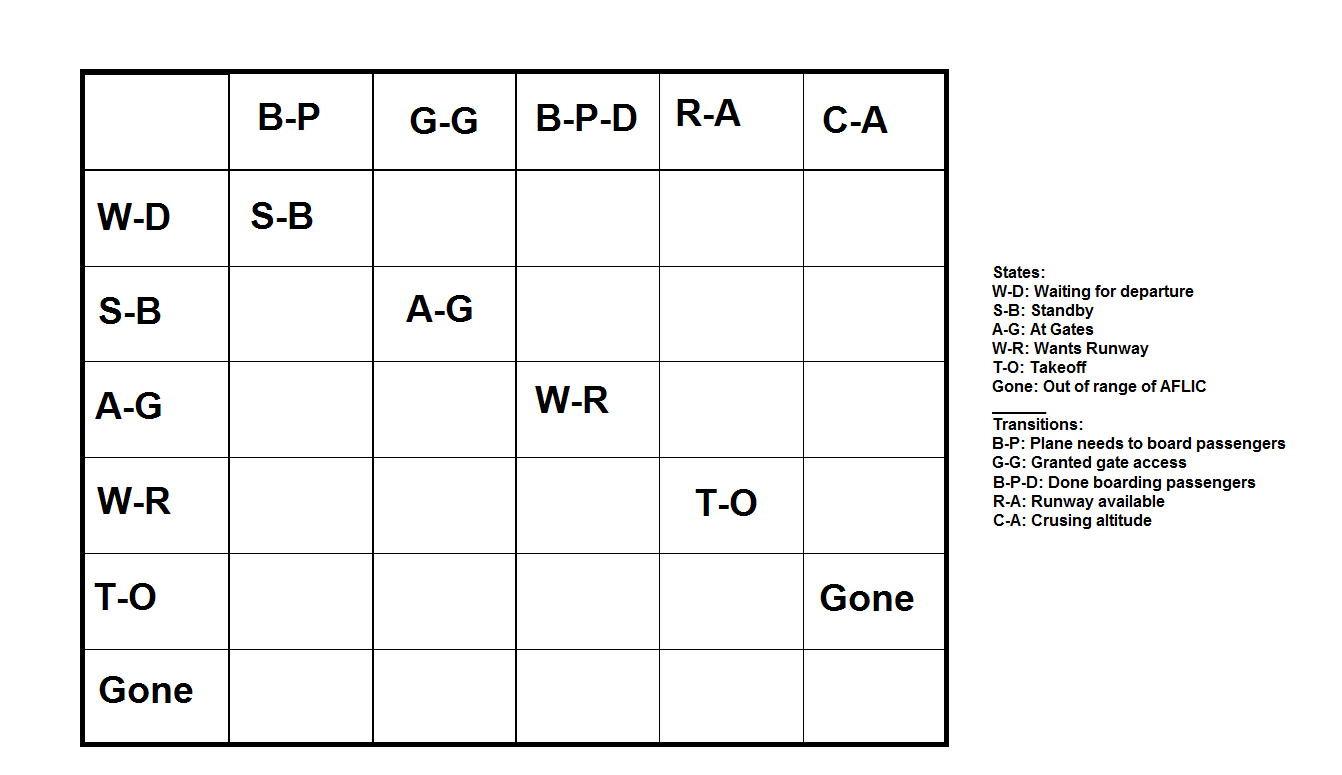 B-P G-G B-P-D R-A C-A
W-D S-B
S-B A-G
A-G W-R
W-R T-O
T-O Gone
Gone
States:
W-D: Waiting for departure
S-B: Standby
A-G: At Gates
W-R: Wants Runway
T-O: Takeoff
Gone: Out of range of AFLIC
______
Transitions:
B-P: Plane needs to board passengers
G-G: Granted gate access
B-P-D: Done boarding passengers
R-A: Runway available
C-A: Crusing altitude